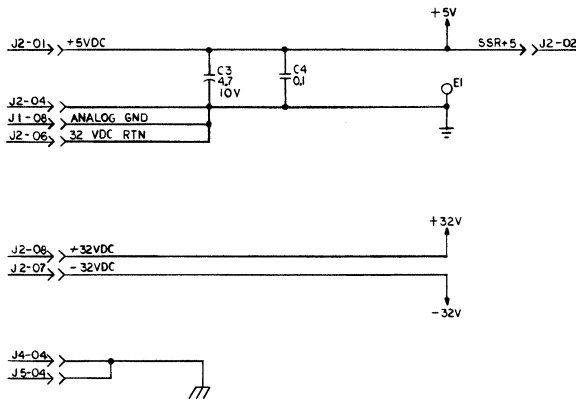 +5V
J2-01 +5VDC SSR+5 J2-02
C3
4.7
10V
C4
0.1
E1
J2-04
J1-08 ANALOG GND
J2-06 32 VDC RTN
+32V
J2-08 +32VDC
J2-07 -32VDC
-32V
J4-04
J5-04